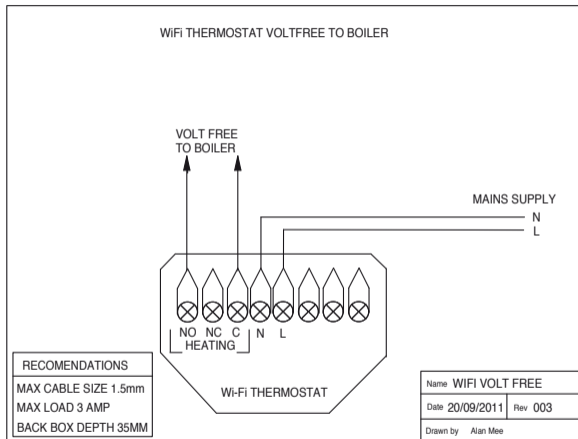 WiFi THERMOSTAT VOLTFREE TO BOILER
VOLT FREE
TO BOILER
MAINS SUPPLY
N
L
NO NC C N L
HEATING
Wi-Fi THERMOSTAT
RECOMENDATIONS
MAX CABLE SIZE 1.5mm
MAX LOAD 3 AMP
BACK BOX DEPTH 35MM
Name WIFI VOLT FREE
Date 20/09/2011 Rev 003
Drawn by Alan Mee